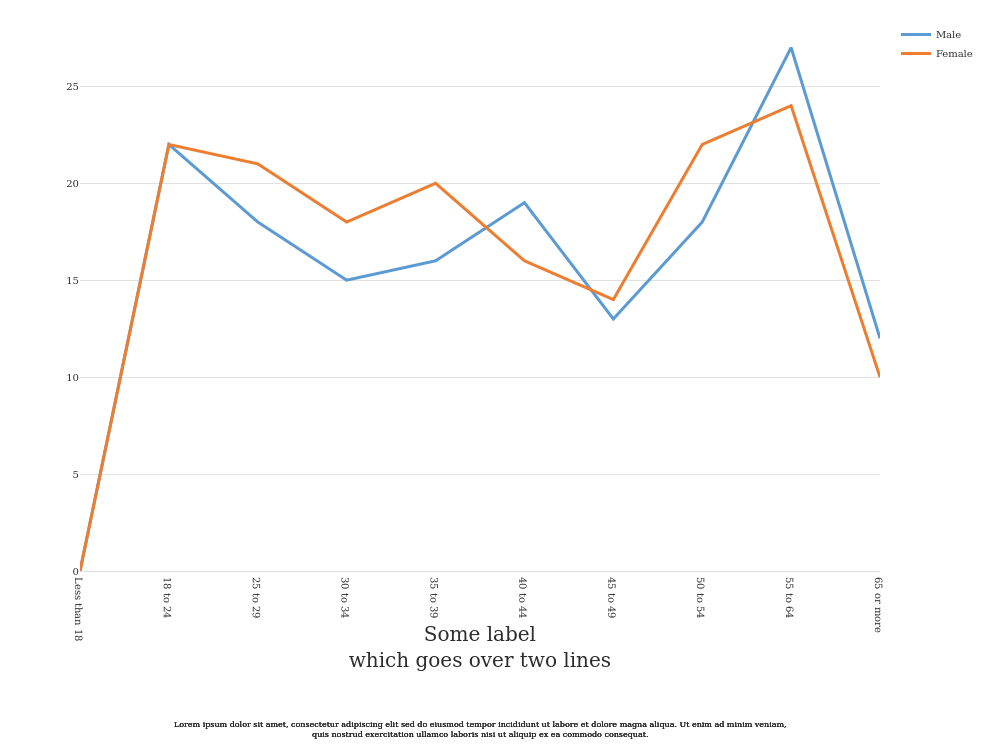 Male
Female
25
20
15
10
5
0
Less than 18
18 to 24
25 to 29
30 to 34
35 to 39
40 to 44
45 to 49
50 to 54
55 to 64
65 or more
Some label
which goes over two lines
Lorem ipsum dolor sit amet, consectetur adipiscing elit sed do eiusmod tempor incididunt ut labore et dolore magna aliqua. Ut enim ad minim veniam,
quis nostrud exercitation ullamco laboris nisi ut aliquip ex ea commodo consequat.